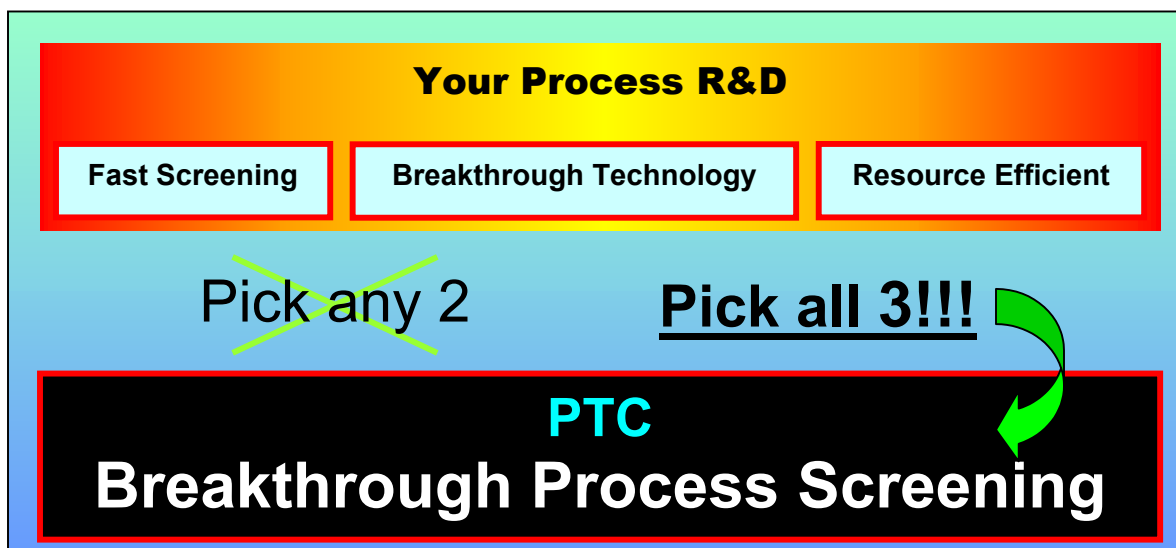 Your Process R&D
Fast Screening
Breakthrough Technology
Resource Efficient
Pick any 2
Pick all 3!!!
PTC
Breakthrough Process Screening